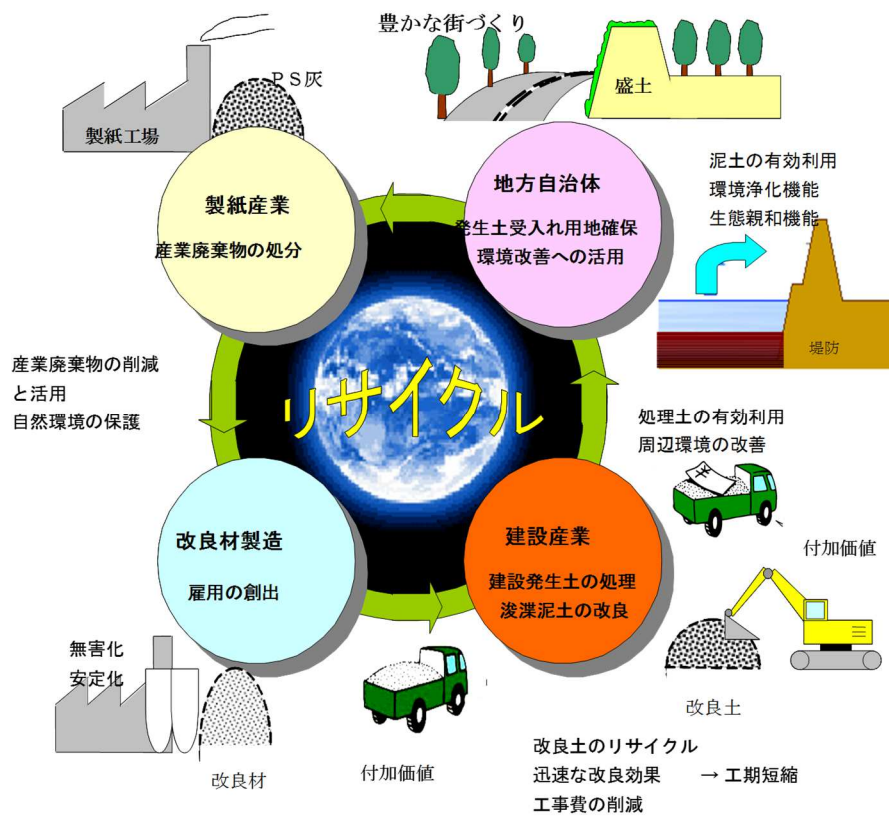 豊かな街づくり
PS灰
製紙工場
盛土
製紙産業
産業廃棄物の処分
地方自治体
発生土受入れ用地確保
環境改善への活用
泥土の有効利用
環境浄化機能
生態親和機能
堤防
産業廃棄物の削減
と活用
自然環境の保護
リサイクル
処理土の有効利用
周辺環境の改善
改良材製造
雇用の創出
建設産業
建設発生土の処理
浚渫泥土の改良
付加価値
無害化
安定化
改良材
付加価値
改良土
改良土のリサイクル
迅速な改良効果 → 工期短縮
工事費の削減